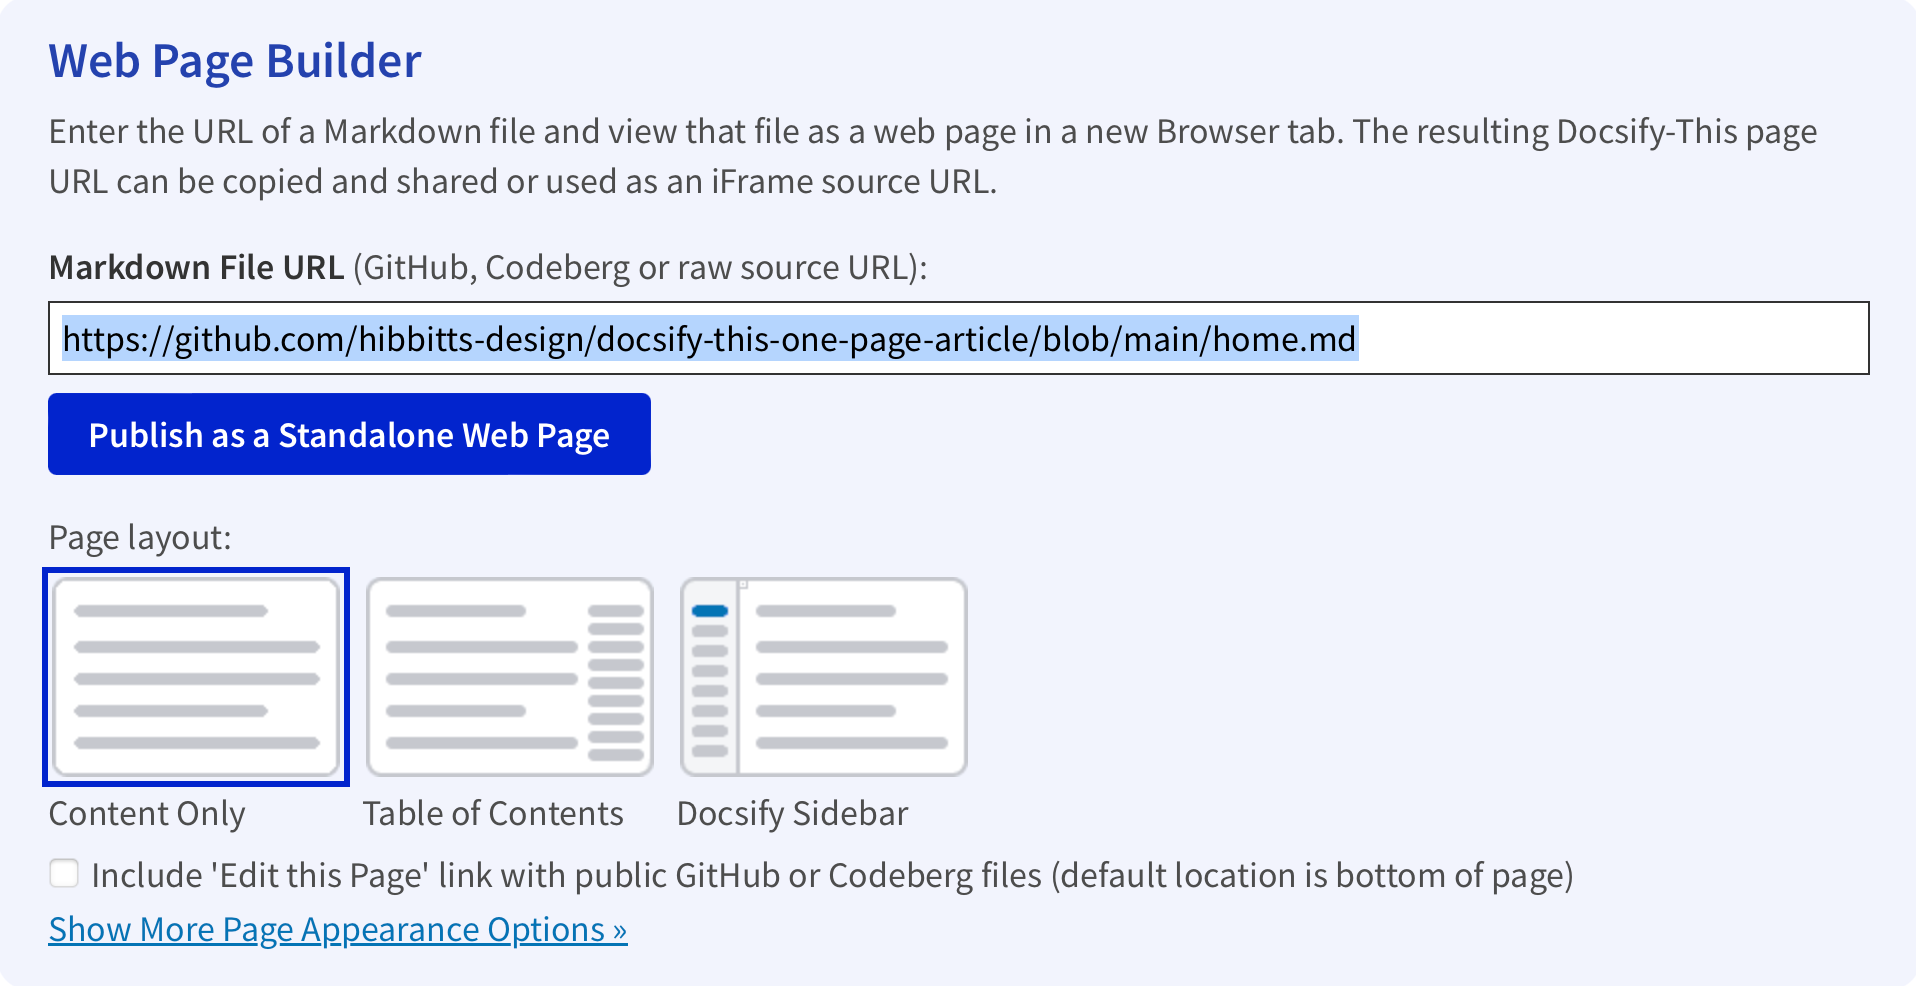 Web Page Builder
Enter the URL of a Markdown file and view that file as a web page in a new Browser tab. The resulting Docsify-This page
URL can be copied and shared or used as an iFrame source URL.
Markdown File URL (GitHub, Codeberg or raw source URL):
https://github.com/hibbitts-design/docsify-this-one-page-article/blob/main/home.md
Publish as a Standalone Web Page
Page layout:
Content Only
Table of Contents
Docsify Sidebar
Include 'Edit this Page' link with public GitHub or Codeberg files (default location is bottom of page)
Show More Page Appearance Options »